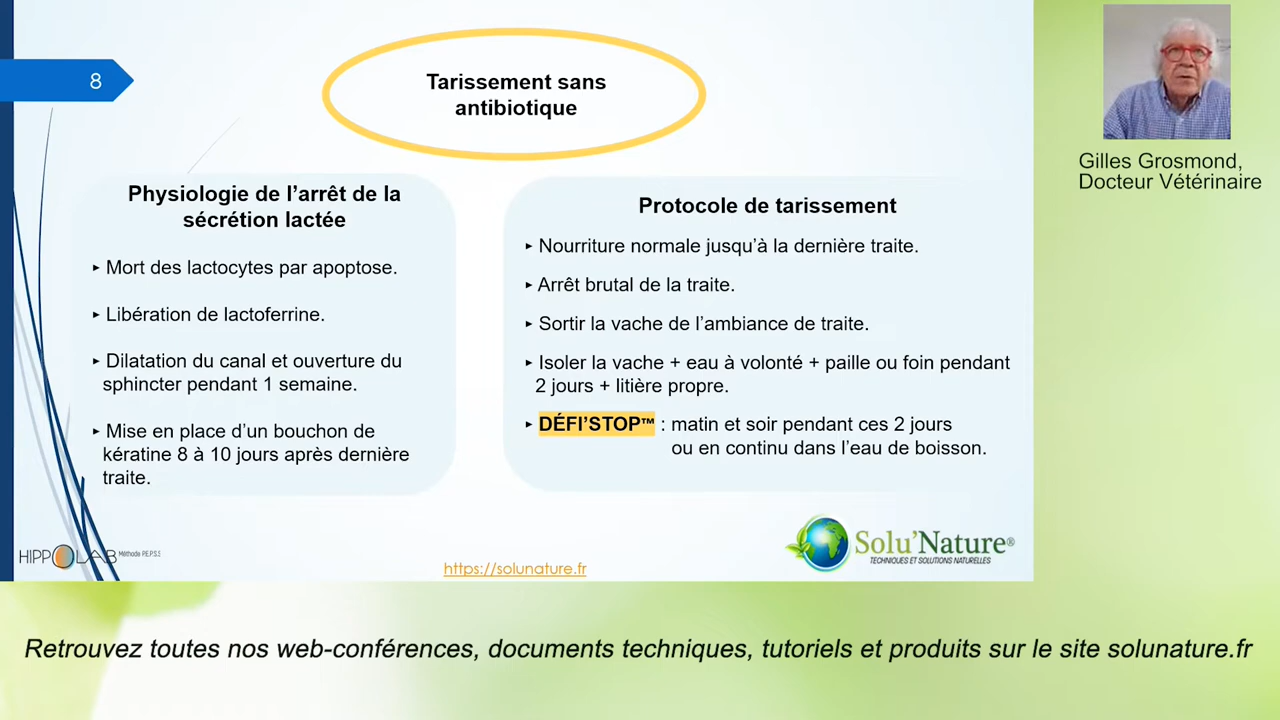 8
Tarissement sans
antibiotique
Physiologie de l’arrêt de la
sécrétion lactée
▸ Mort des lactocytes par apoptose.
▸ Libération de lactoferrine.
▸ Dilatation du canal et ouverture du
sphincter pendant 1 semaine.
▸ Mise en place d’un bouchon de
kératine 8 à 10 jours après dernière
traite.
Protocole de tarissement
▸ Nourriture normale jusqu’à la dernière traite.
▸ Arrêt brutal de la traite.
▸ Sortir la vache de l’ambiance de traite.
▸ Isoler la vache + eau à volonté + paille ou foin pendant
2 jours + litière propre.
▸ DÉFI’STOP™ : matin et soir pendant ces 2 jours
ou en continu dans l’eau de boisson.
HIPPOLAB Méthode P.E.P.S.S
https://solunature.fr
Solu’Nature®
TECHNIQUES ET SOLUTIONS NATURELLES
Gilles Grosmond,
Docteur Vétérinaire
Retrouvez toutes nos web-conférences, documents techniques, tutoriels et produits sur le site solunature.fr